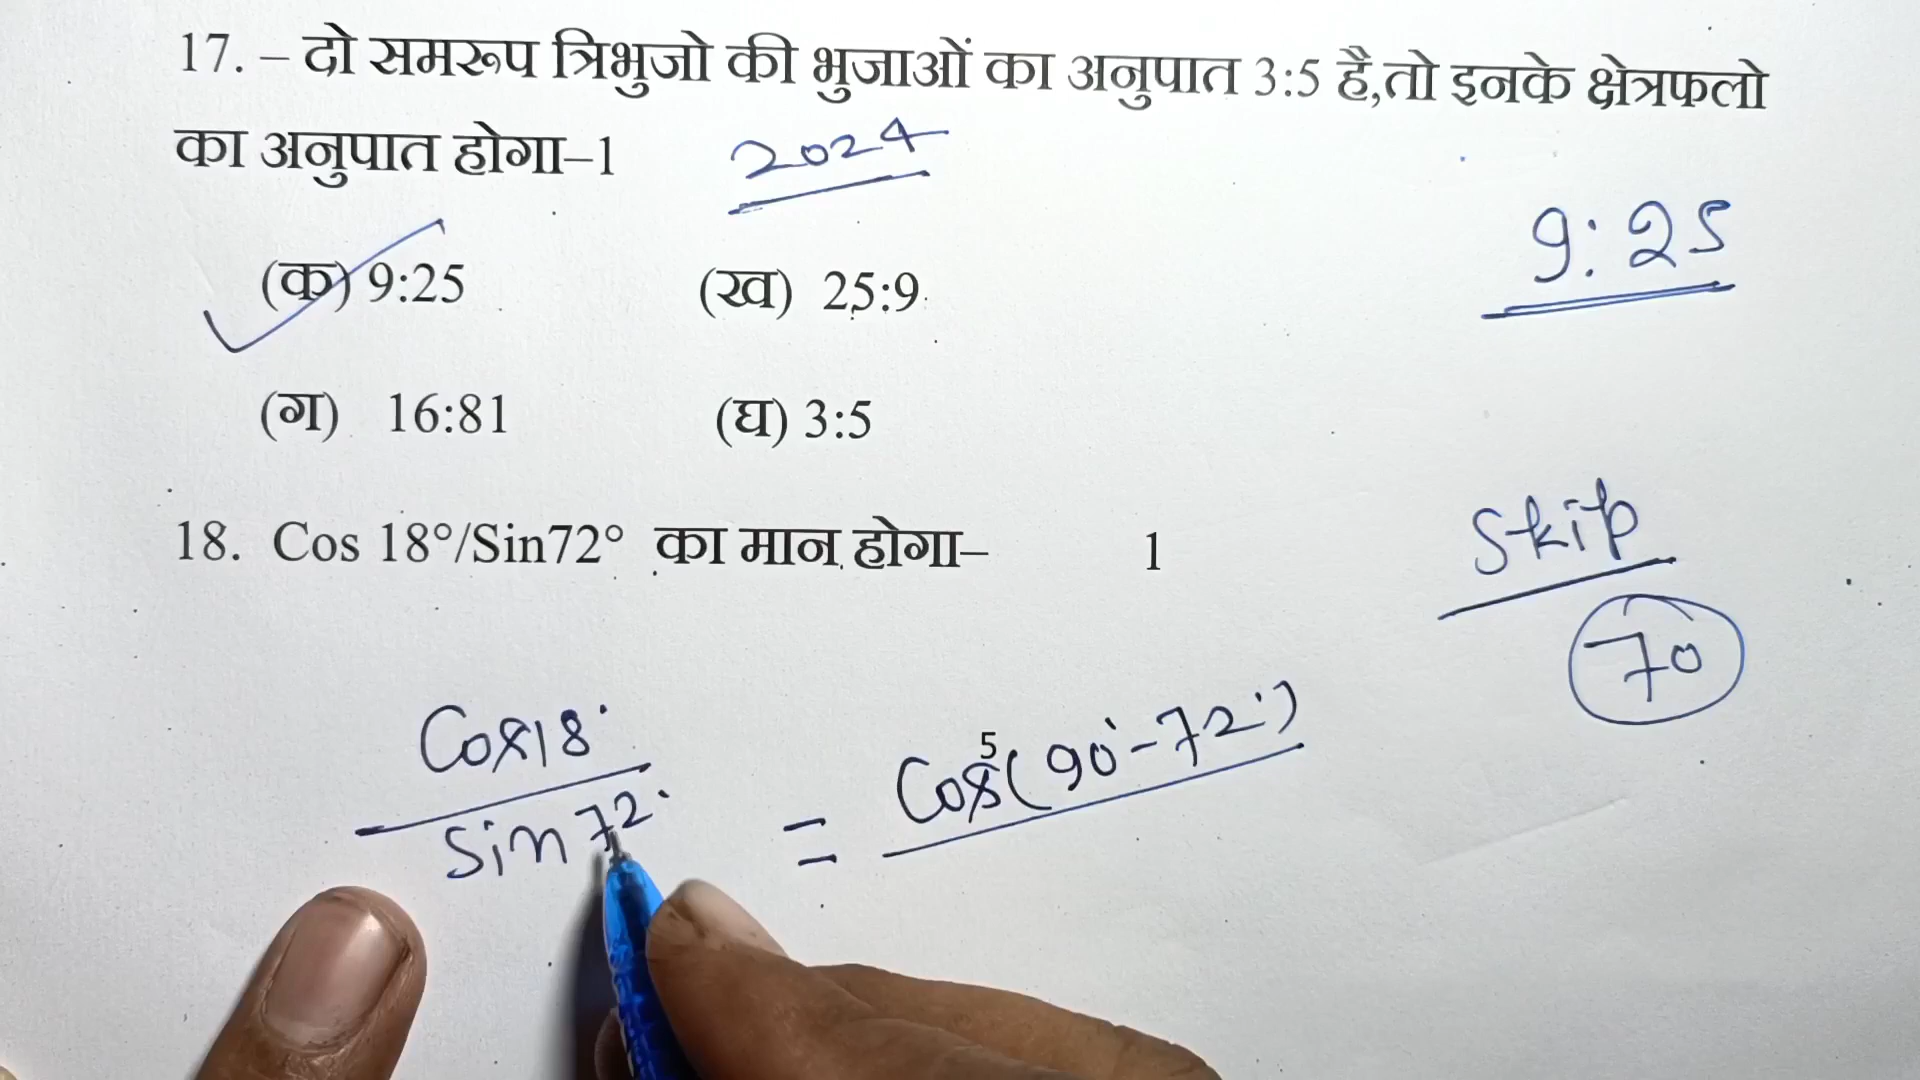 17. – दो समरूप त्रिभुजो की भुजाओं का अनुपात 3:5 है,तो इनके क्षेत्रफलो
का अनुपात होगा–1
2024
9:25
(क) 9:25 (ख) 25:9
(ग) 16:81 (घ) 3:5
18. Cos 18°/Sin72° का मान होगा– 1
Skip
70
Cos18°
Sin72°
= Cos(90°-72°)
5